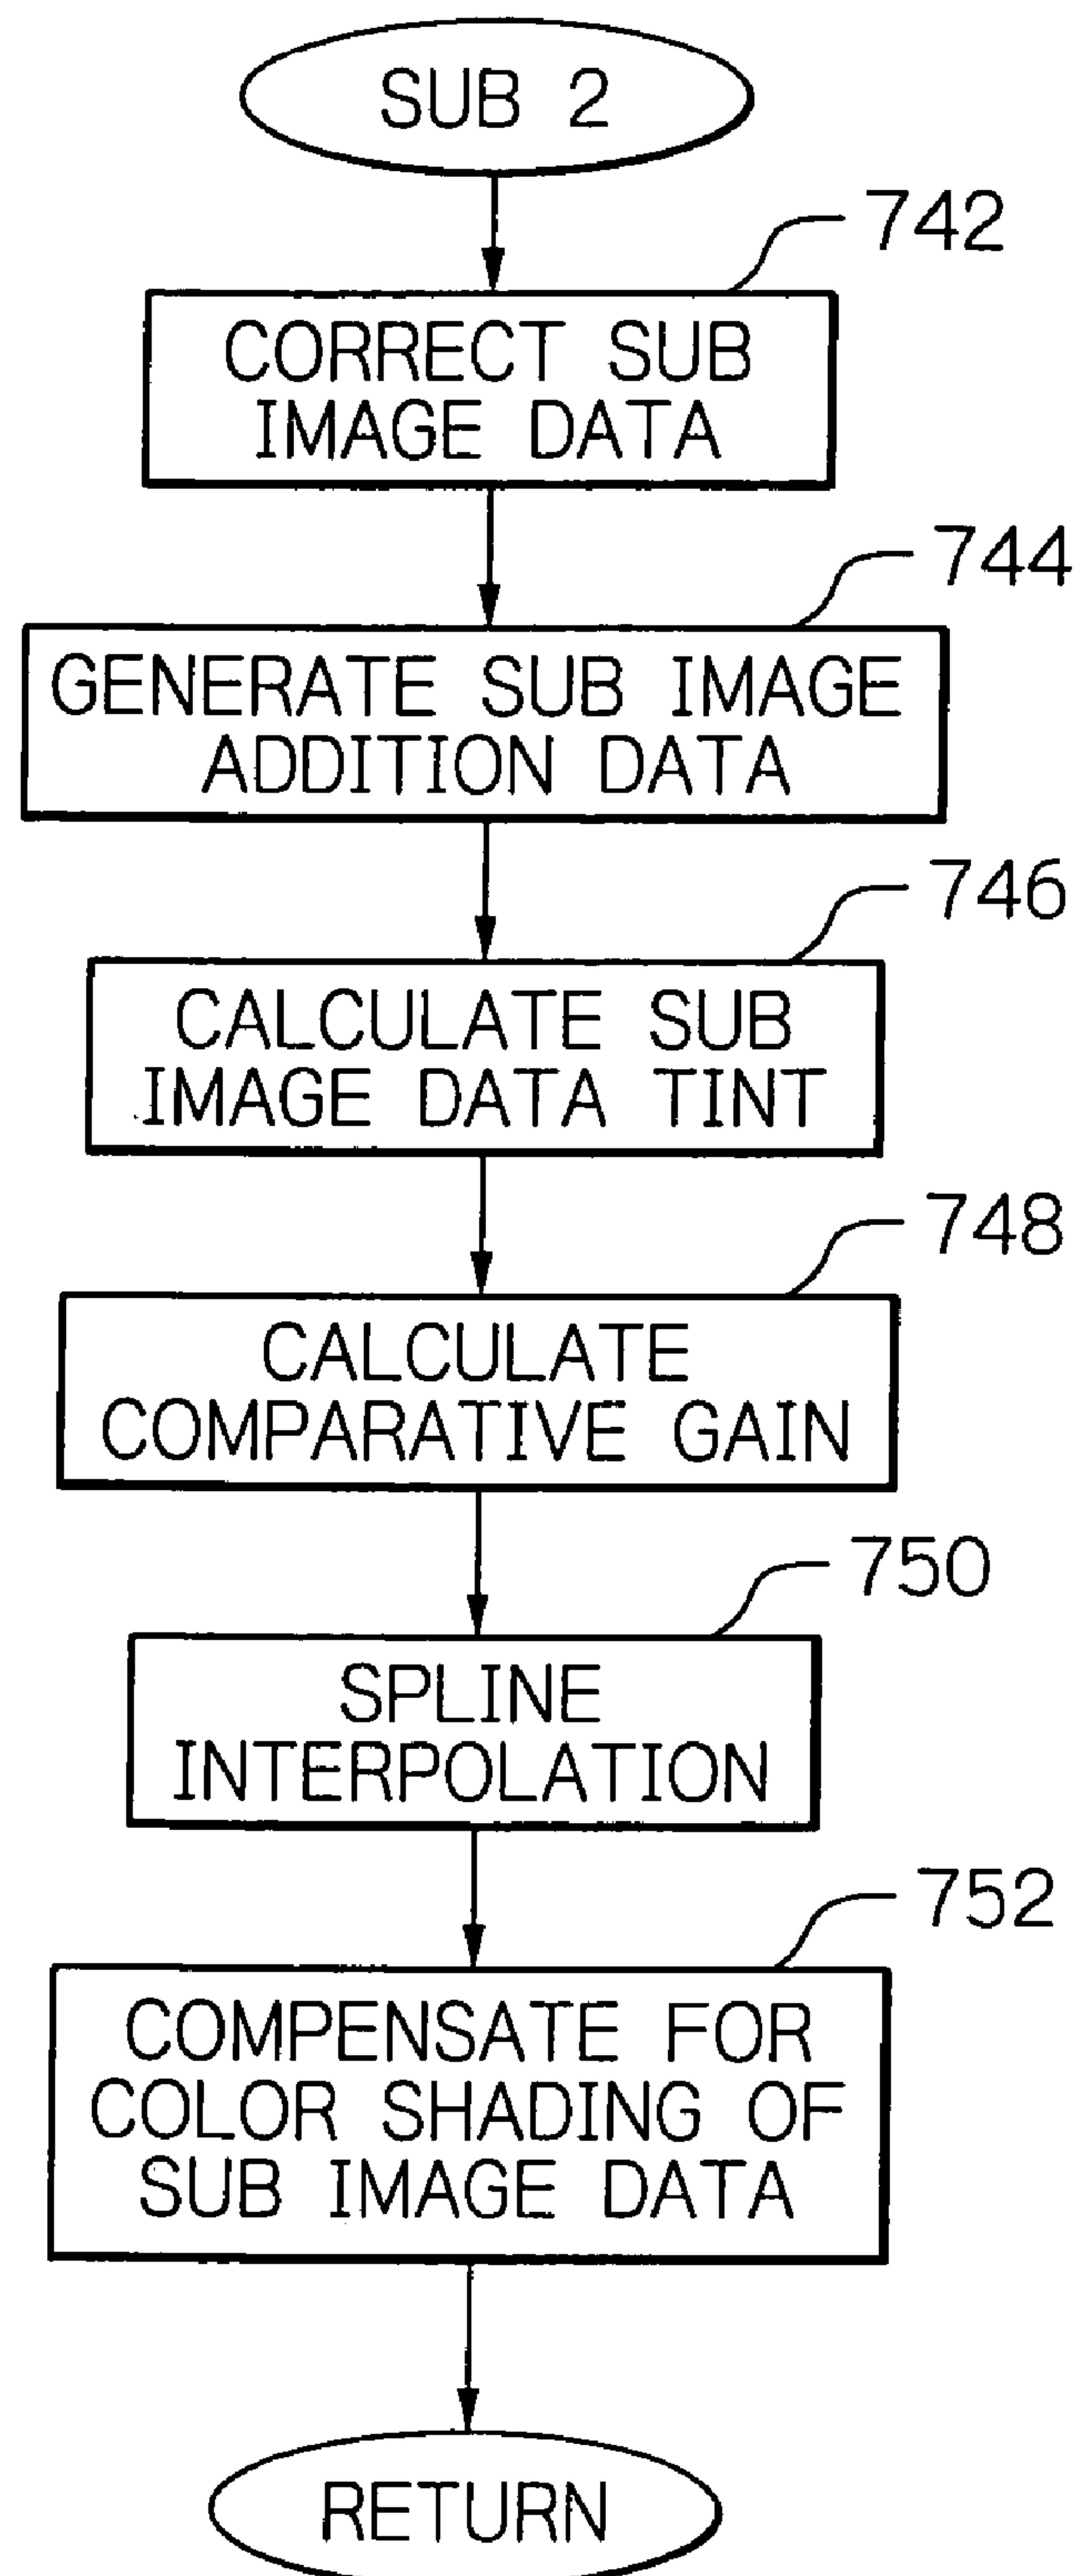 SUB 2
742
CORRECT SUB
IMAGE DATA
744
GENERATE SUB IMAGE
ADDITION DATA
746
CALCULATE SUB
IMAGE DATA TINT
748
CALCULATE
COMPARATIVE GAIN
750
SPLINE
INTERPOLATION
752
COMPENSATE FOR
COLOR SHADING OF
SUB IMAGE DATA
RETURN